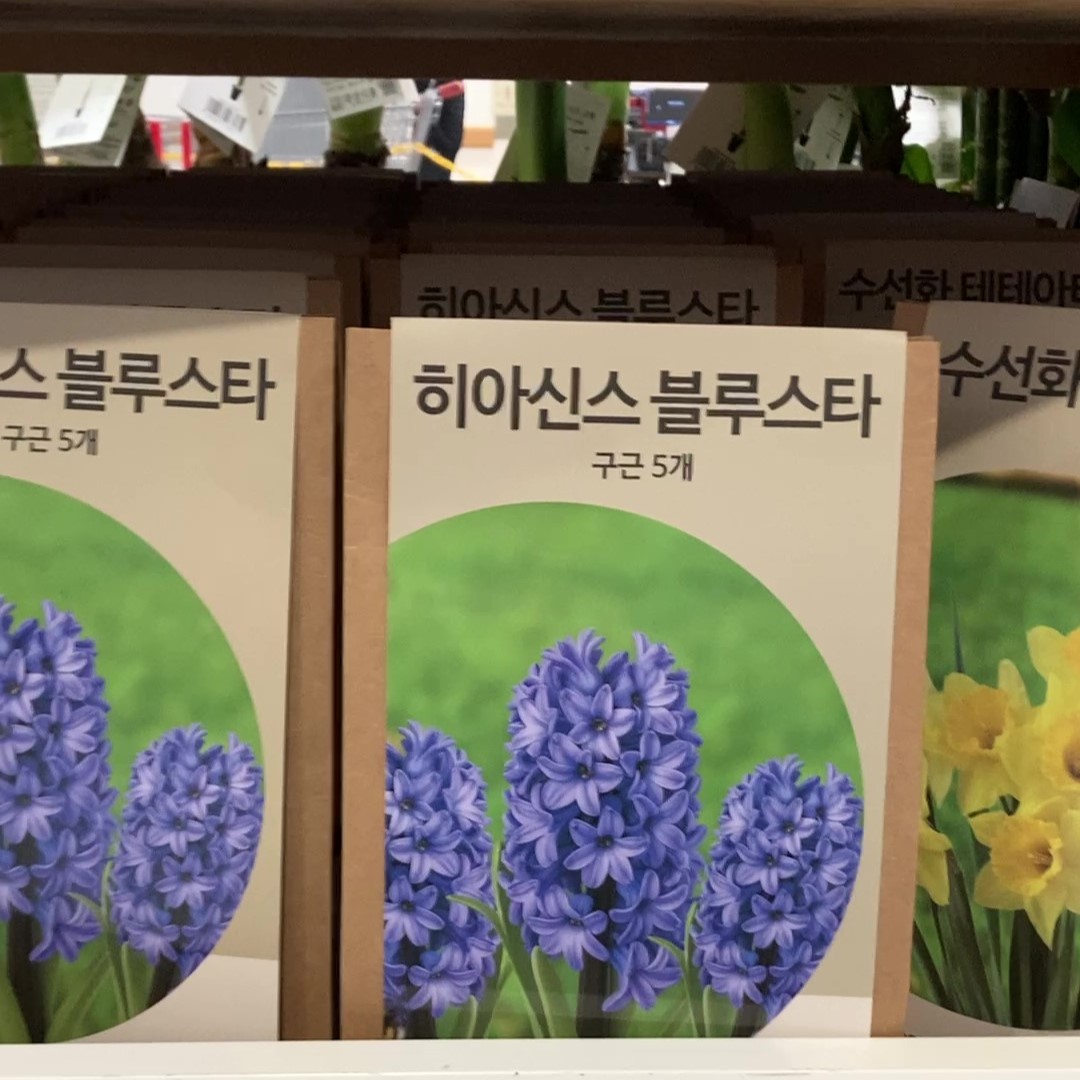 히아신스 블루스타
수선화 테테아
스 블루스타
구근 5개
히아신스 블루스타
구근 5개
수선화